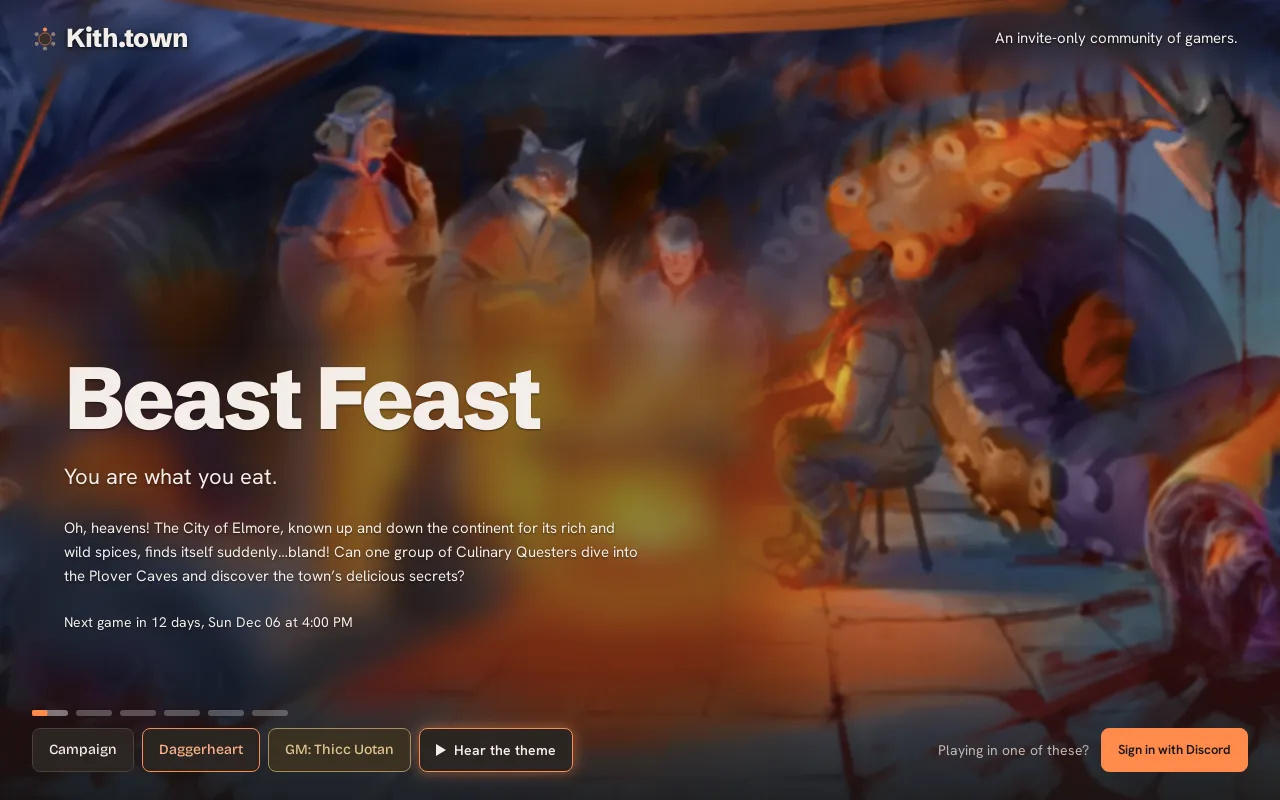 Kith.town
An invite-only community of gamers.
Beast Feast
You are what you eat.
Oh, heavens! The City of Elmore, known up and down the continent for its rich and
wild spices, finds itself suddenly…bland! Can one group of Culinary Questers dive into
the Plover Caves and discover the town’s delicious secrets?
Next game in 12 days, Sun Dec 06 at 4:00 PM
Campaign
Daggerheart
GM: Thicc Uotan
Hear the theme
Playing in one of these?
Sign in with Discord